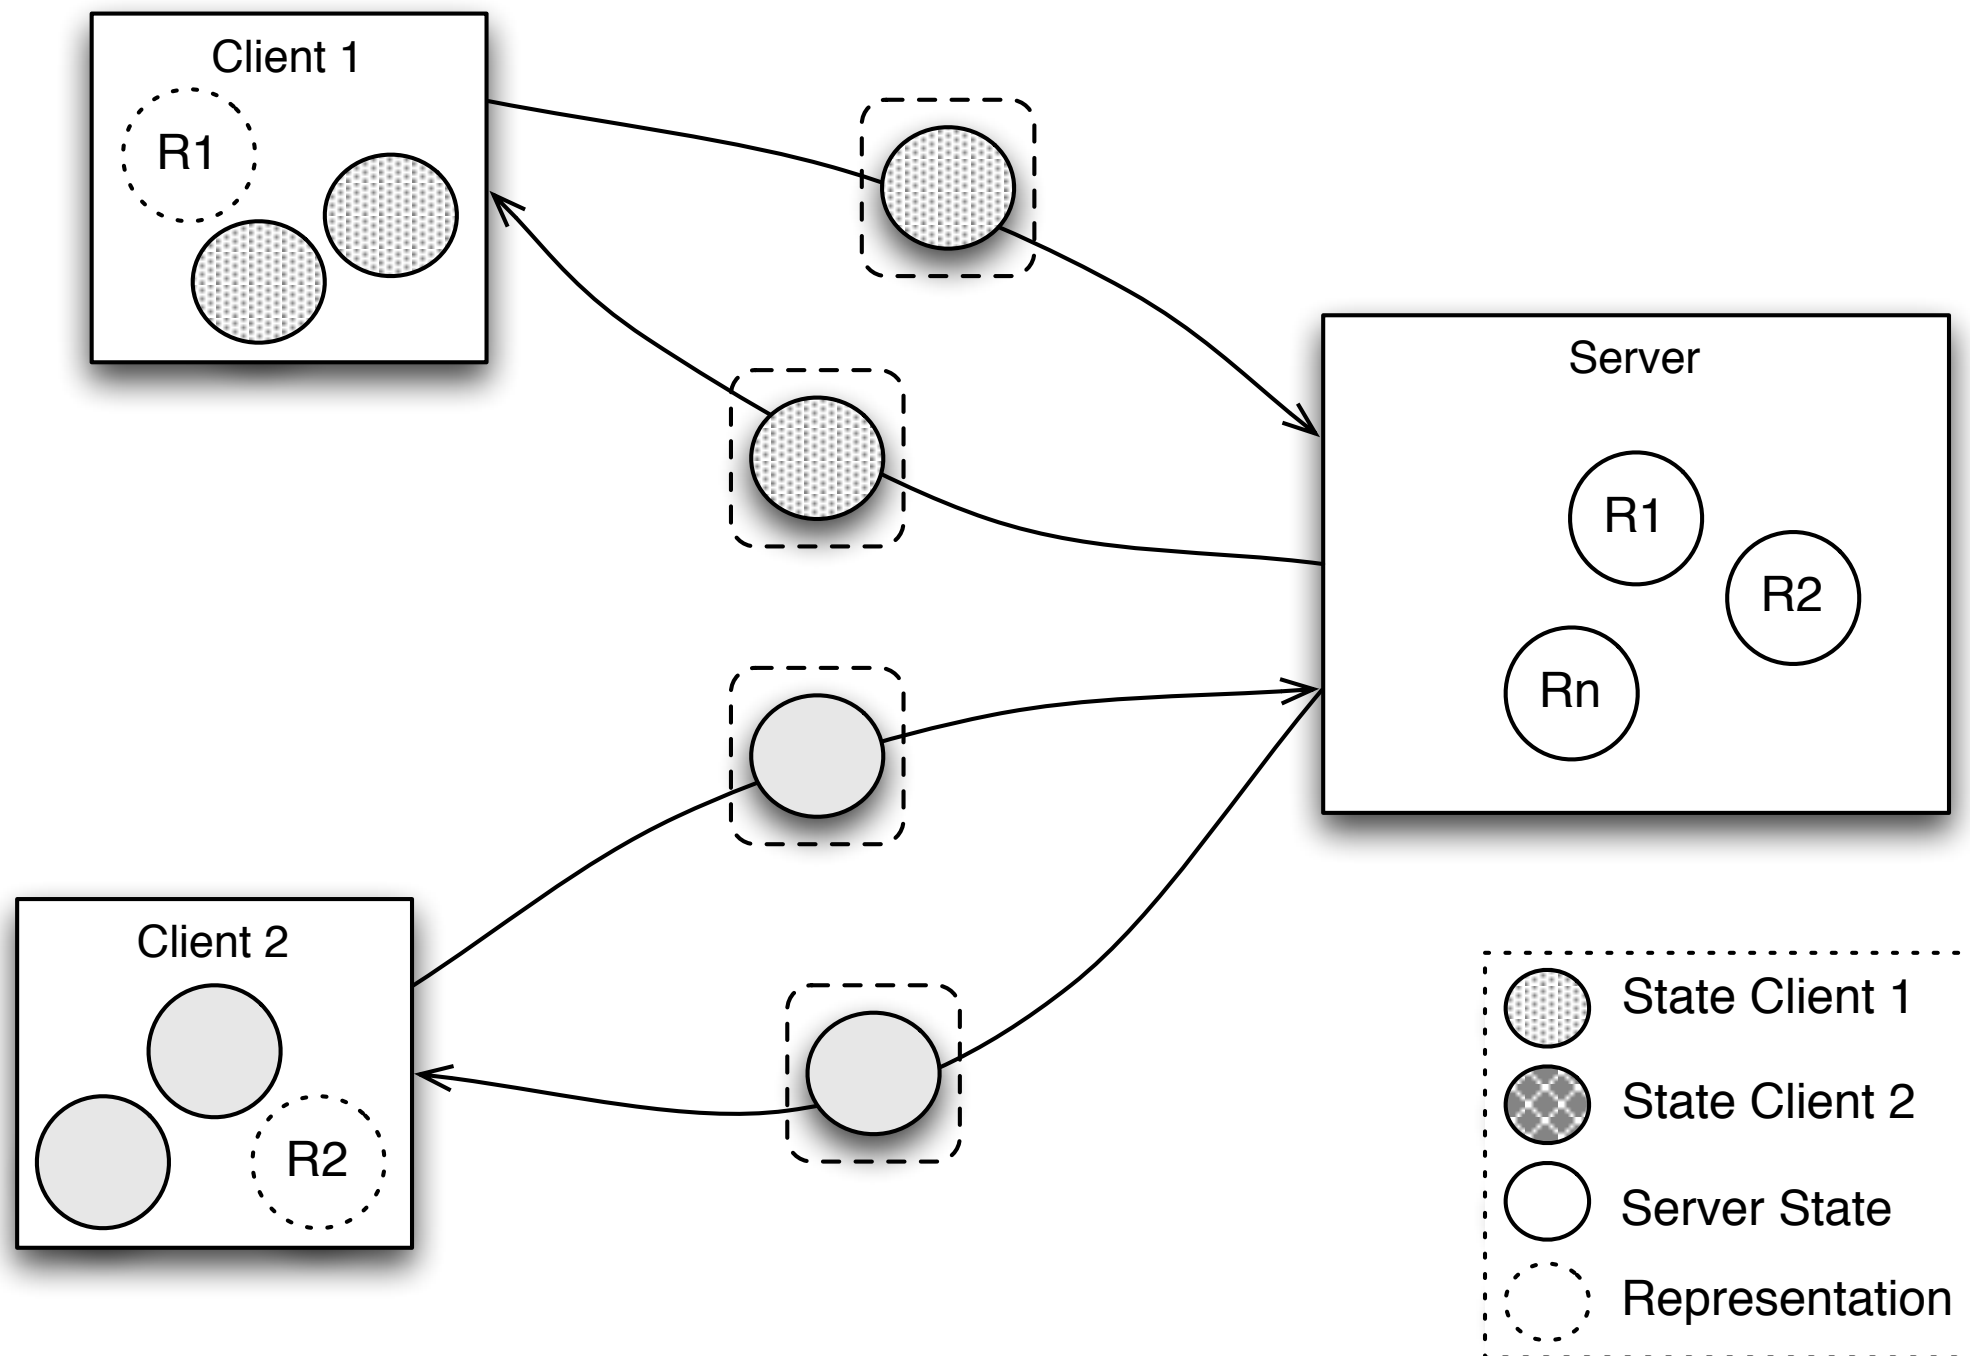 Client 1
R1
Server
R1
R2
Rn
Client 2
R2
State Client 1
State Client 2
Server State
Representation